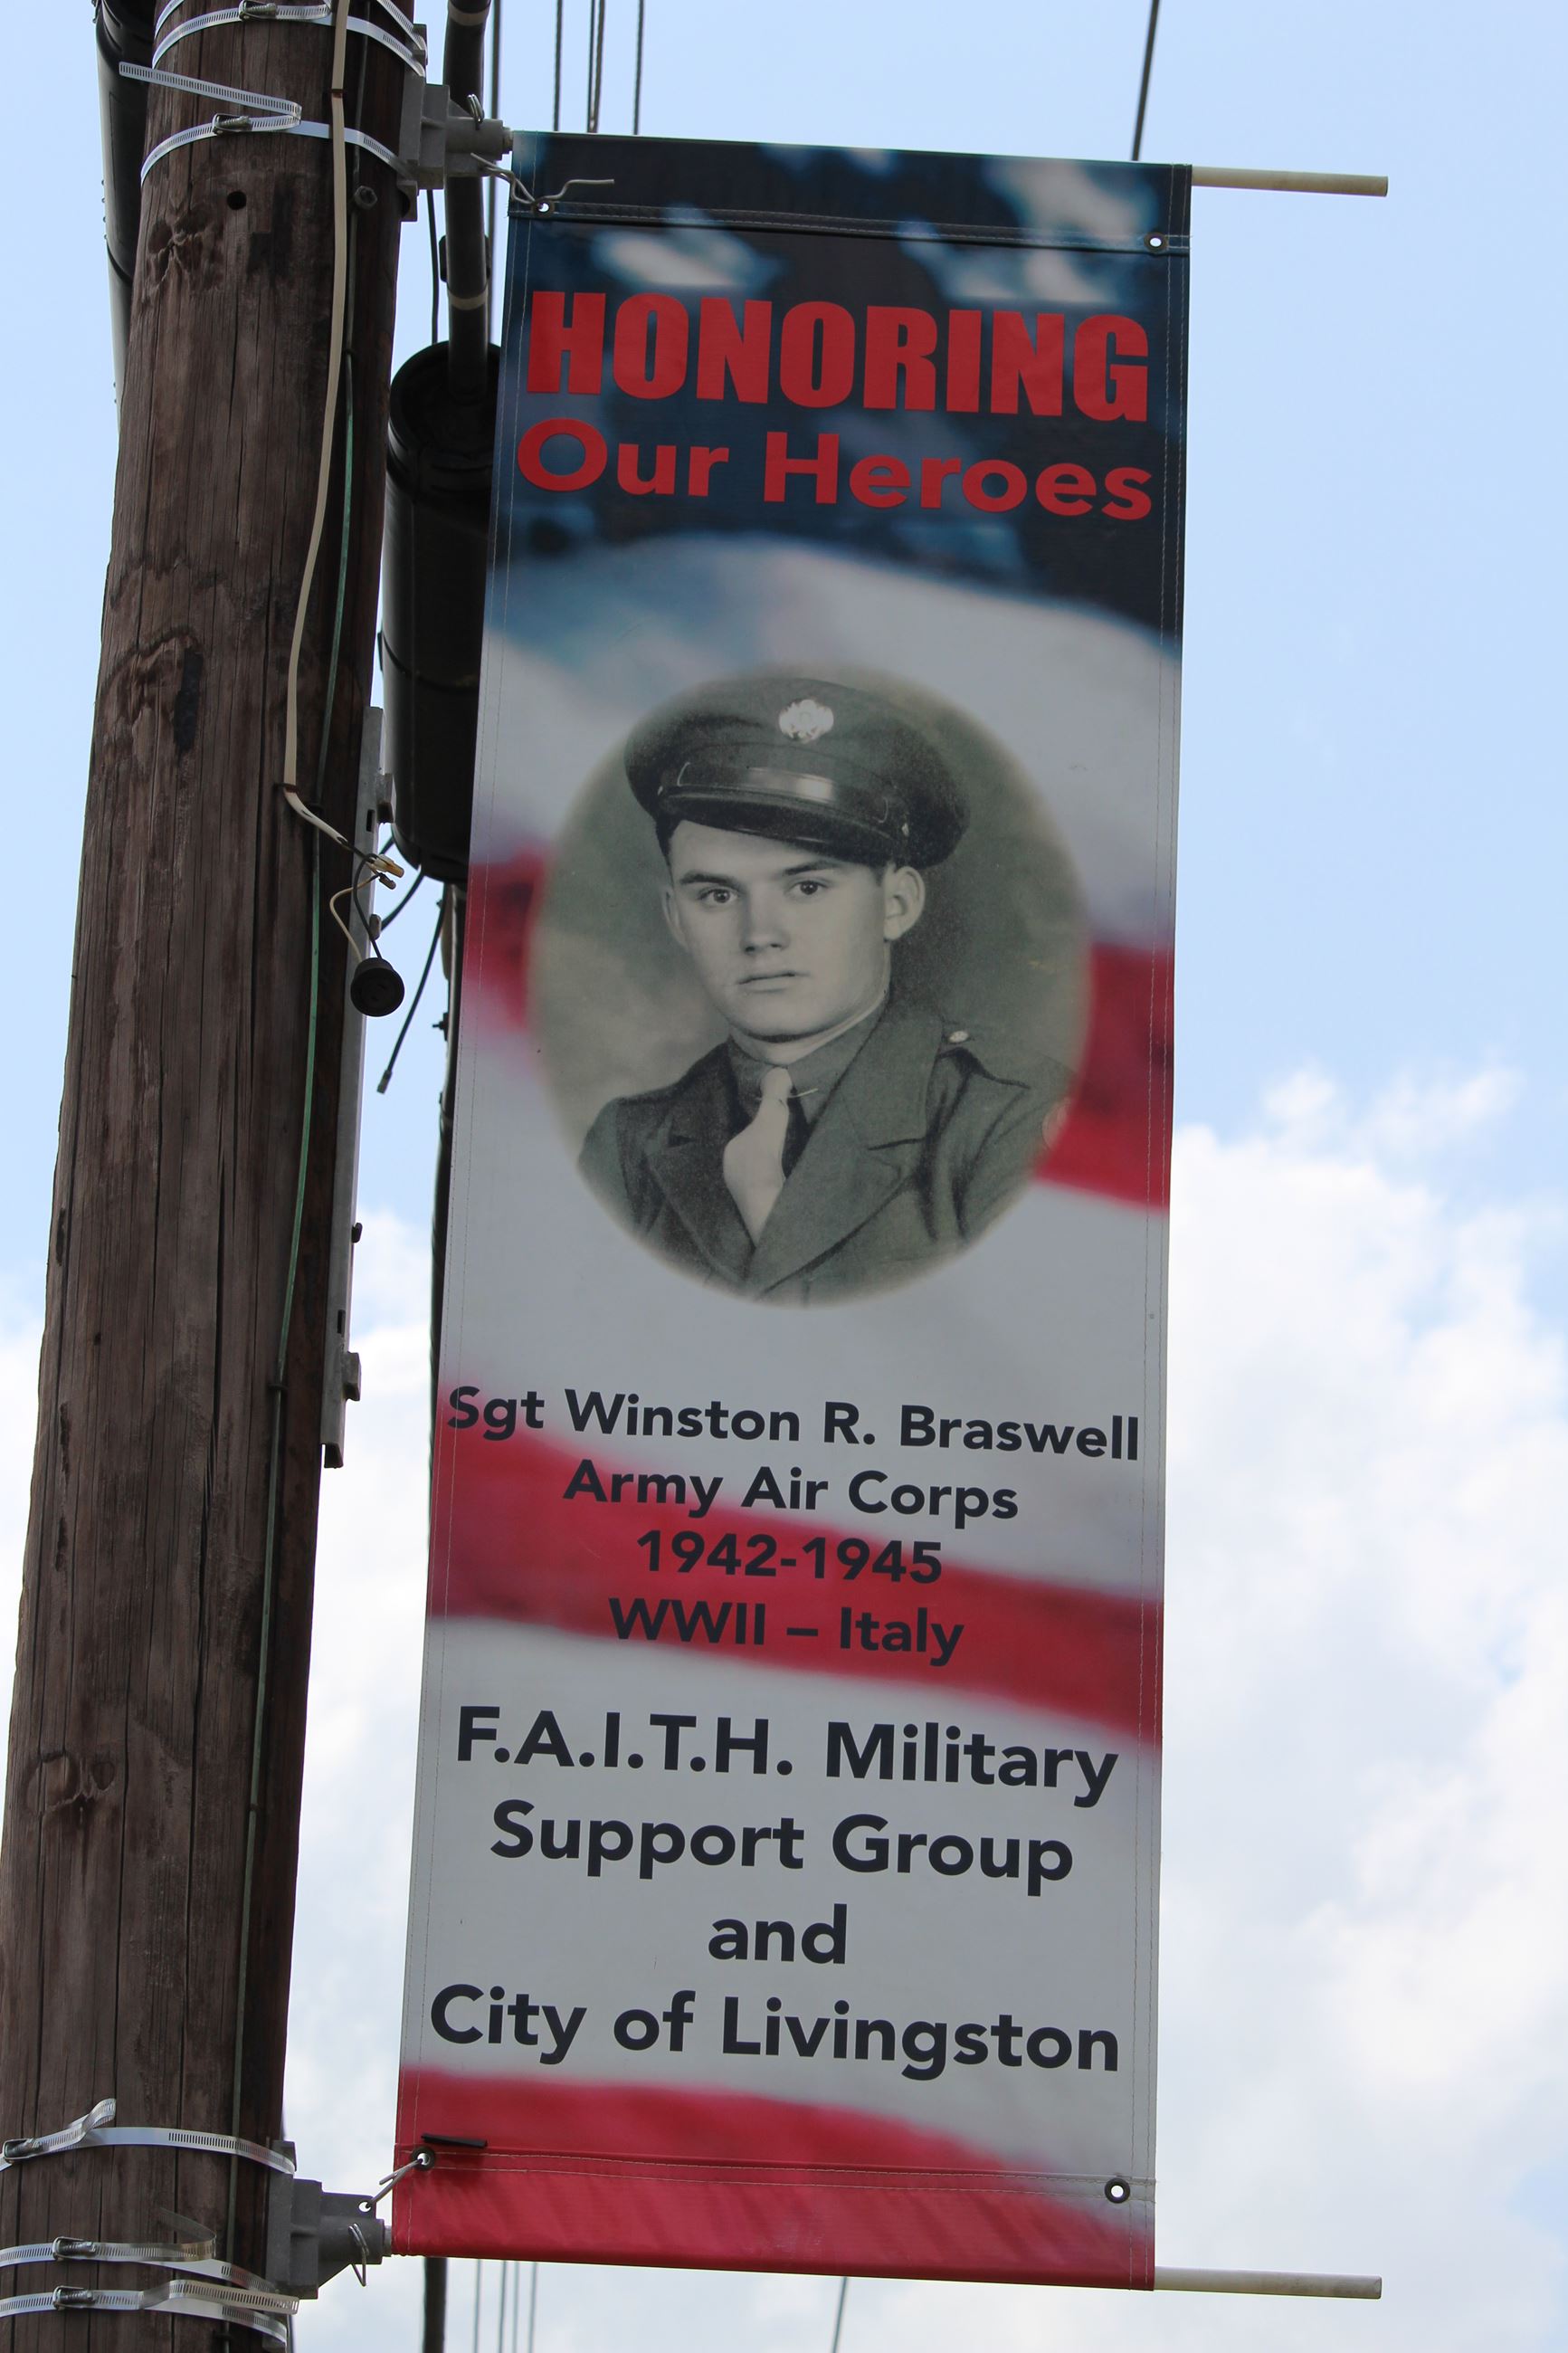 HONORING
Our Heroes
Sgt Winston R. Braswell
Army Air Corps
1942-1945
WWII – Italy
F.A.I.T.H. Military
Support Group
and
City of Livingston